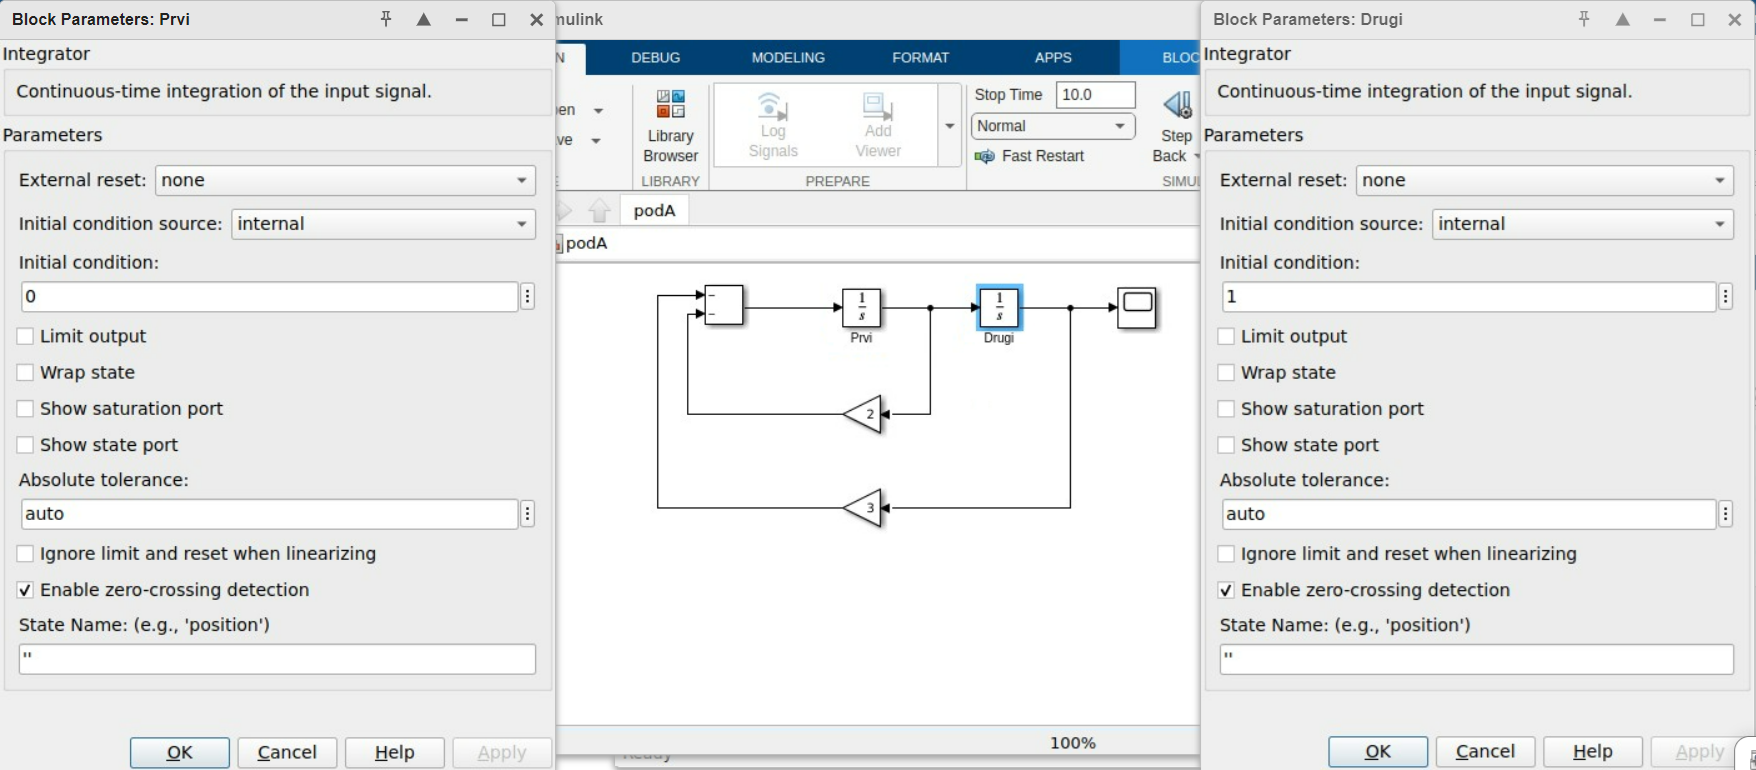 Block Parameters: Prvi
Integrator
Continuous-time integration of the input signal.
Parameters
External reset: none
Initial condition source: internal
Initial condition:
0
Limit output
Wrap state
Show saturation port
Show state port
Absolute tolerance:
auto
Ignore limit and reset when linearizing
Enable zero-crossing detection
State Name: (e.g., 'position')
''
OK Cancel Help Apply
mulink
N DEBUG MODELING FORMAT APPS BLOC
en
ve
Library
Browser
LIBRARY
Log
Signals
Add
Viewer
PREPARE
Stop Time 10.0
Normal
Fast Restart
Step
Back
SIMUL
podA
podA
1
s
Prvi
1
s
Drugi
2
3
100%
Ready
Block Parameters: Drugi
Integrator
Continuous-time integration of the input signal.
Parameters
External reset: none
Initial condition source: internal
Initial condition:
1
Limit output
Wrap state
Show saturation port
Show state port
Absolute tolerance:
auto
Ignore limit and reset when linearizing
Enable zero-crossing detection
State Name: (e.g., 'position')
''
OK Cancel Help Apply